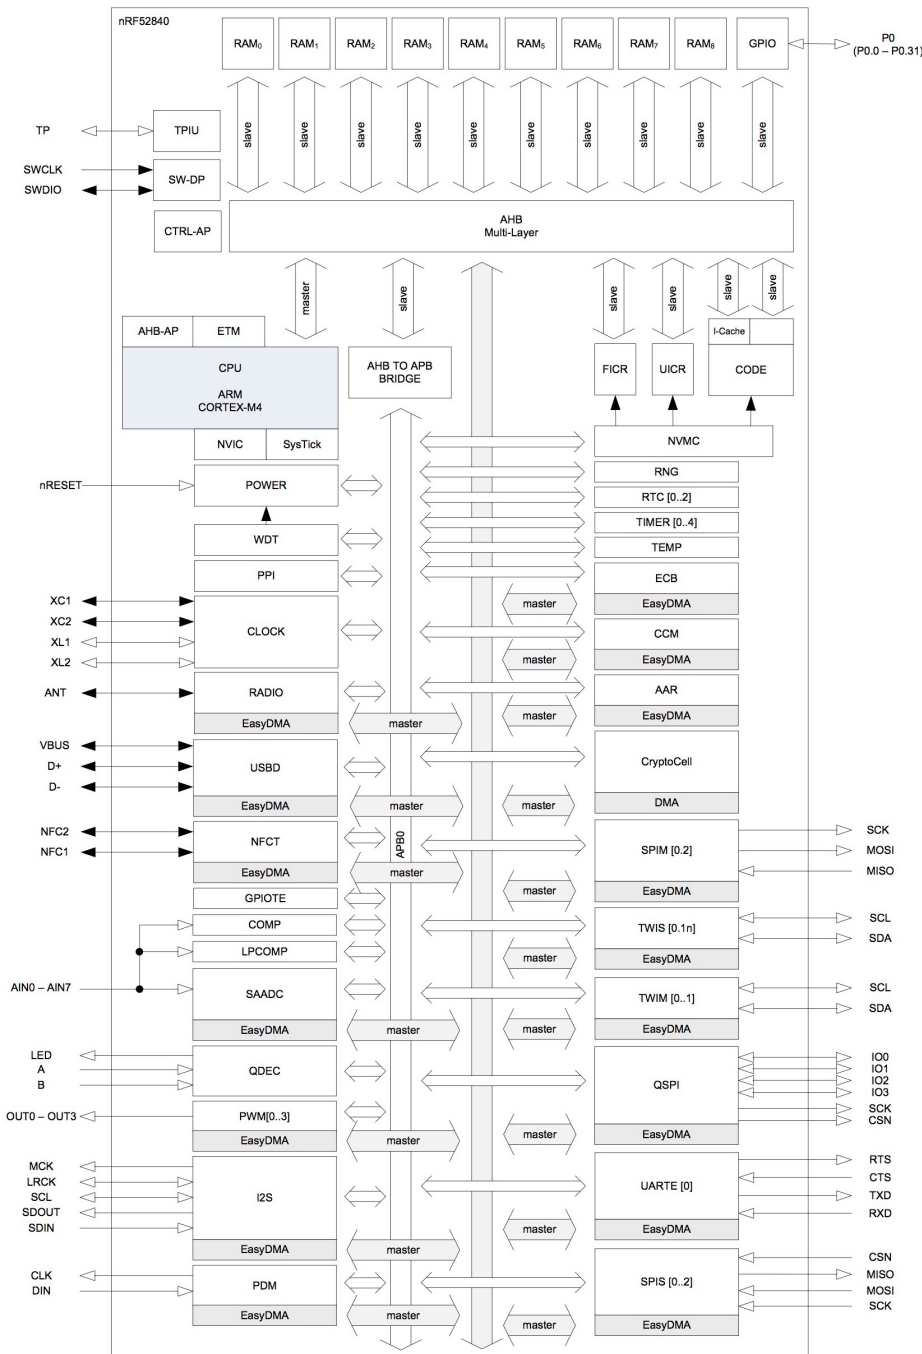 nRF52840
RAM0 RAM1 RAM2 RAM3 RAM4 RAM5 RAM6 RAM7 RAM8 GPIO
P0
(P0.0 – P0.31)
slave slave slave slave slave slave slave slave slave slave
TP
TPIU
SWCLK
SWDIO
SW-DP
CTRL-AP
AHB
Multi-Layer
master slave slave slave slave slave
AHB-AP ETM
CPU
ARM
CORTEX-M4
NVIC SysTick
AHB TO APB
BRIDGE
FICR UICR
I-Cache
CODE
NVMC
nRESET
POWER
WDT
PPI
XC1
XC2
XL1
XL2
CLOCK
ANT
RADIO
EasyDMA master
VBUS
D+
D-
USBD
EasyDMA master
NFC2
NFC1
NFCT
EasyDMA master
APB0
GPIOTE
COMP
LPCOMP
AIN0 – AIN7
SAADC
EasyDMA master
LED
A
B
QDEC
OUT0 – OUT3
PWM[0..3]
EasyDMA master
MCK
LRCK
SCL
SDOUT
SDIN
I2S
EasyDMA master
CLK
DIN
PDM
EasyDMA master
RNG
RTC [0..2]
TIMER [0..4]
TEMP
ECB
master EasyDMA
CCM
master EasyDMA
AAR
master EasyDMA
CryptoCell
master DMA
SPIM [0.2]
SCK
MOSI
MISO
master EasyDMA
TWIS [0.1n]
SCL
SDA
master EasyDMA
TWIM [0..1]
SCL
SDA
master EasyDMA
QSPI
IO0
IO1
IO2
IO3
SCK
CSN
master EasyDMA
UARTE [0]
RTS
CTS
TXD
RXD
master EasyDMA
SPIS [0..2]
CSN
MISO
MOSI
SCK
master EasyDMA